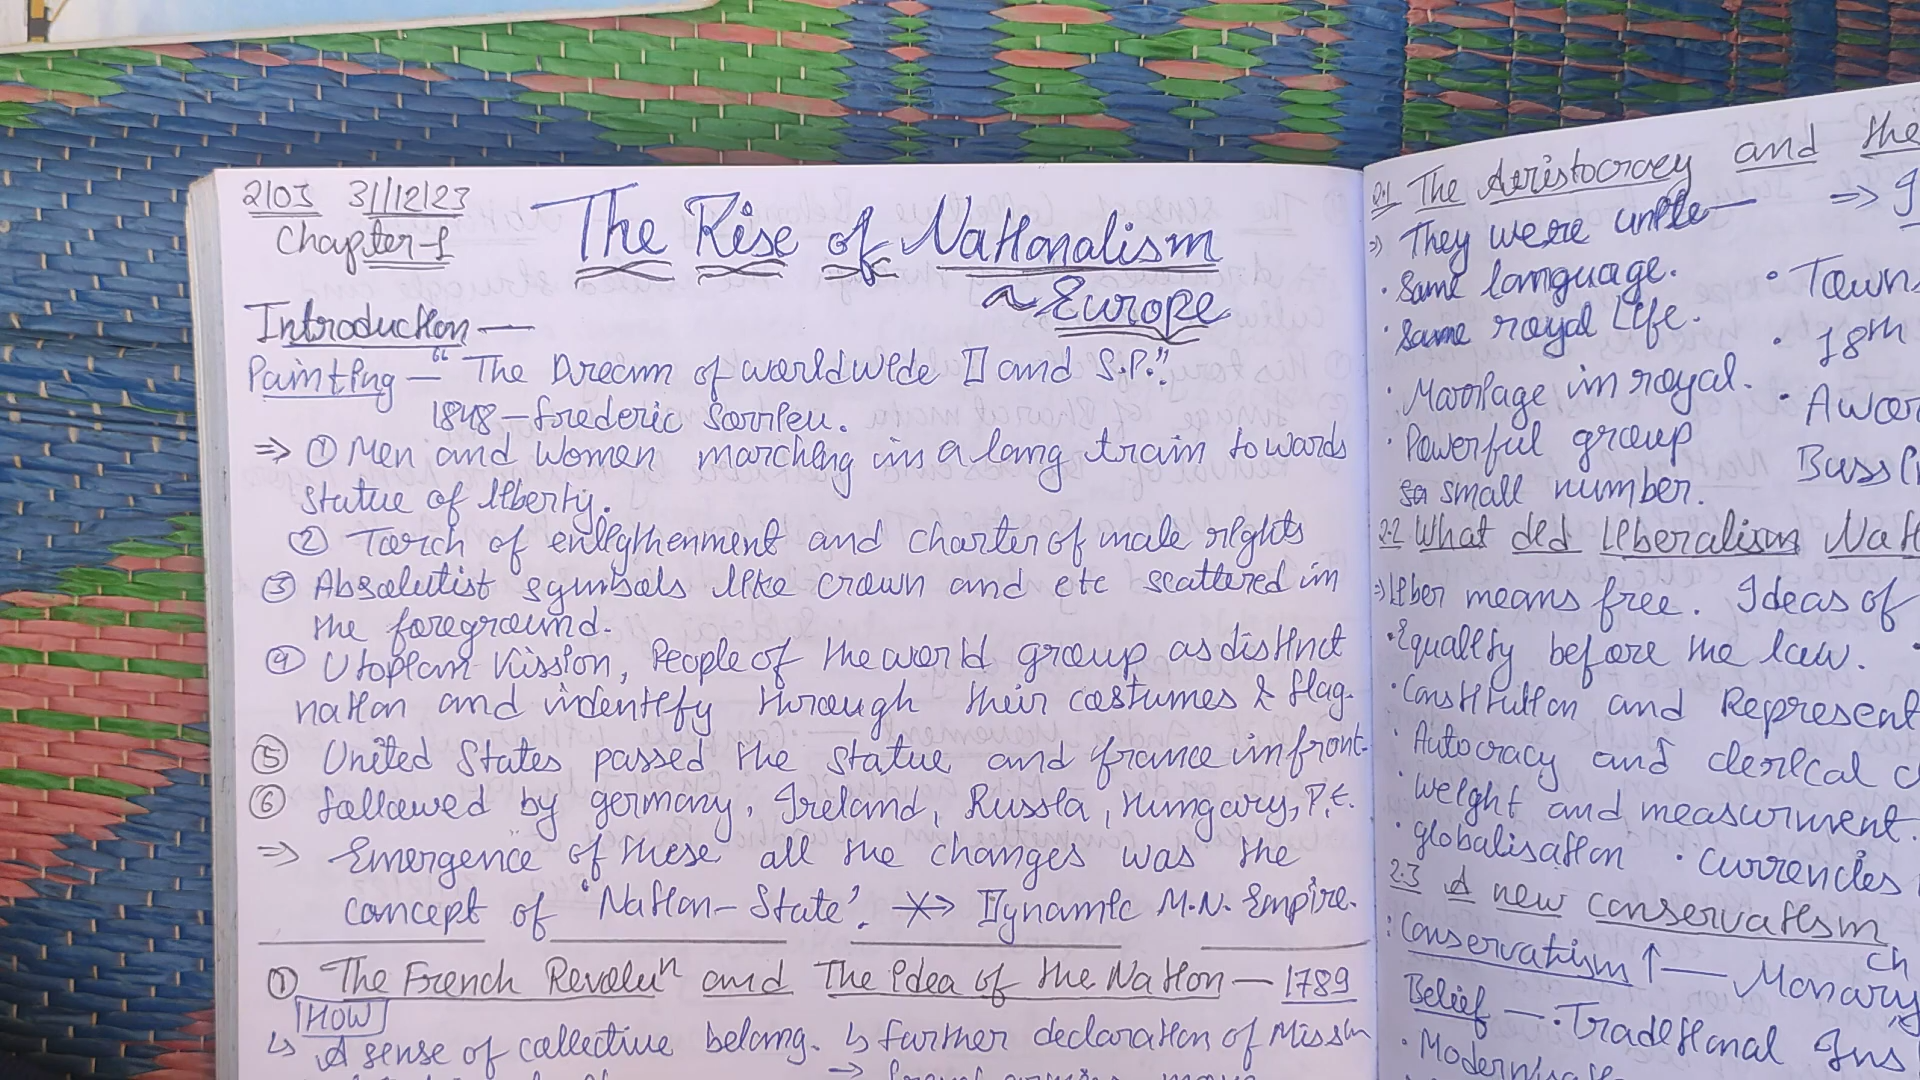 2103 31/12/23
Chapter-1
The Rise of Nationalism
~ Europe
Introduction —
Painting — "The Dream of worldwide D and S.R."
1848 – frederic Sorrieu.
⇒ ① Men and Women marching in a long train towards
statue of liberty.
② Torch of enligthenment and charter of male rights
③ Absolutist symbols like crown and etc scattered in
the foreground.
④ Utopian Vission, People of the world group as distinct
nation and indentify through their costumes & flag.
⑤ United States passed the statue and france in front.
⑥ followed by germany, Ireland, Russia, Hungary, P.E.
⇒ Emergence of these all the changes was the
concept of 'Nation-State'. ⇒ Dynamic M.N. Empire.
① The French Revoluⁿ and The Idea of the Nation — 1789
HOW
↳ A sense of collective belong. ↳ further declaration of Missin
2.1 The Aeristocracy and the
⇒ They were unite —
· Same language.
· Same royal Life.
· Marriage in royal.
· Powerful group
small number.
⇒
· Town
· 18th
2.2 What did liberalism
⇒ liber means free. Ideas of
· Equality before the law.
· Constitution and Represent
· Autocracy and clerical
· Weight and measurment.
· globalisation · Currencies
2.3 A new conservatism
· Conservatism ↑ —
Belief — · Traditional